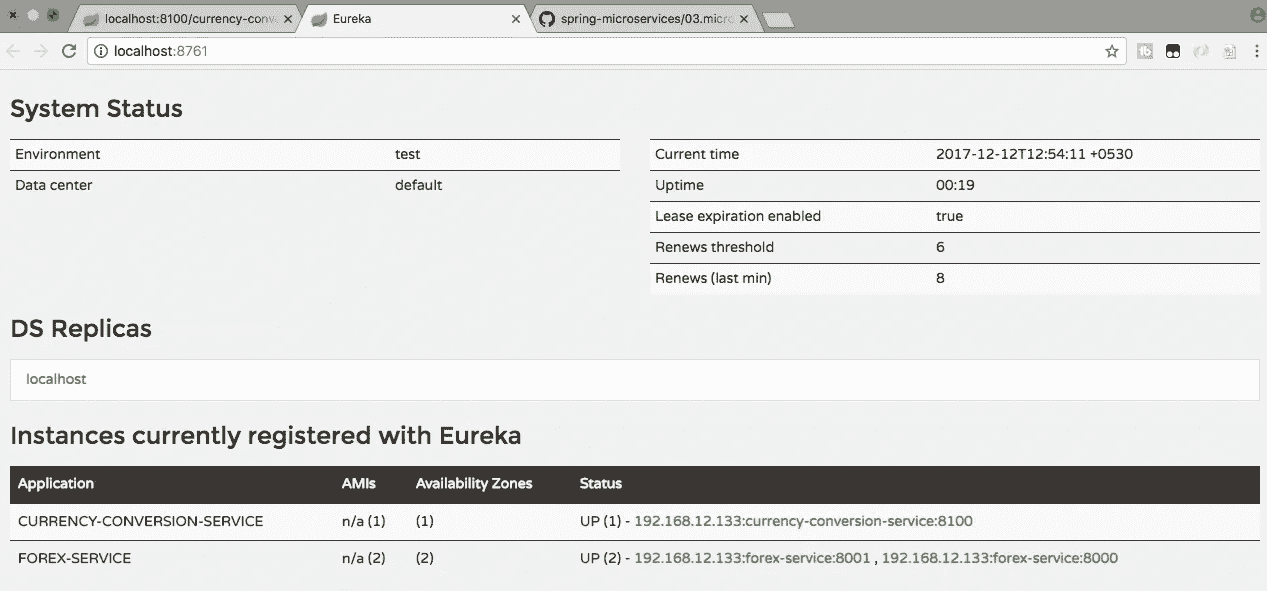 localhost:8100/currency-conv
Eureka
spring-microservices/03.micro
localhost:8761
System Status
Environment test
Data center default
Current time 2017-12-12T12:54:11 +0530
Uptime 00:19
Lease expiration enabled true
Renews threshold 6
Renews (last min) 8
DS Replicas
localhost
Instances currently registered with Eureka
Application AMIs Availability Zones Status
CURRENCY-CONVERSION-SERVICE n/a (1) (1) UP (1) - 192.168.12.133:currency-conversion-service:8100
FOREX-SERVICE n/a (2) (2) UP (2) - 192.168.12.133:forex-service:8001 , 192.168.12.133:forex-service:8000